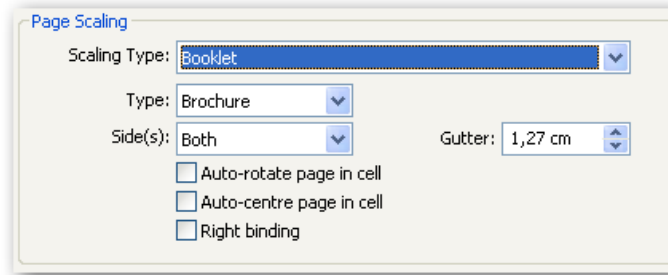 Page Scaling
Scaling Type: Booklet
Type: Brochure
Side(s): Both Gutter: 1,27 cm
Auto-rotate page in cell
Auto-centre page in cell
Right binding